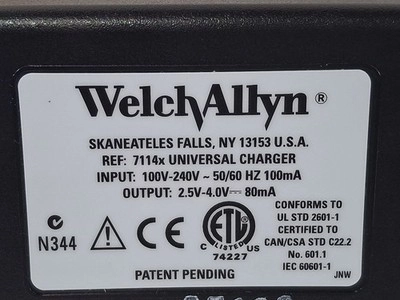 WelchAllyn ®
SKANEATELES FALLS, NY 13153 U.S.A.
REF: 7114x UNIVERSAL CHARGER
INPUT: 100V-240V ~ 50/60 HZ 100mA
OUTPUT: 2.5V-4.0V ⎓ 80mA
N344
CE
ETL
C LISTED US
74227
CONFORMS TO
UL STD 2601-1
CERTIFIED TO
CAN/CSA STD C22.2
No. 601.1
IEC 60601-1
PATENT PENDING
JNW